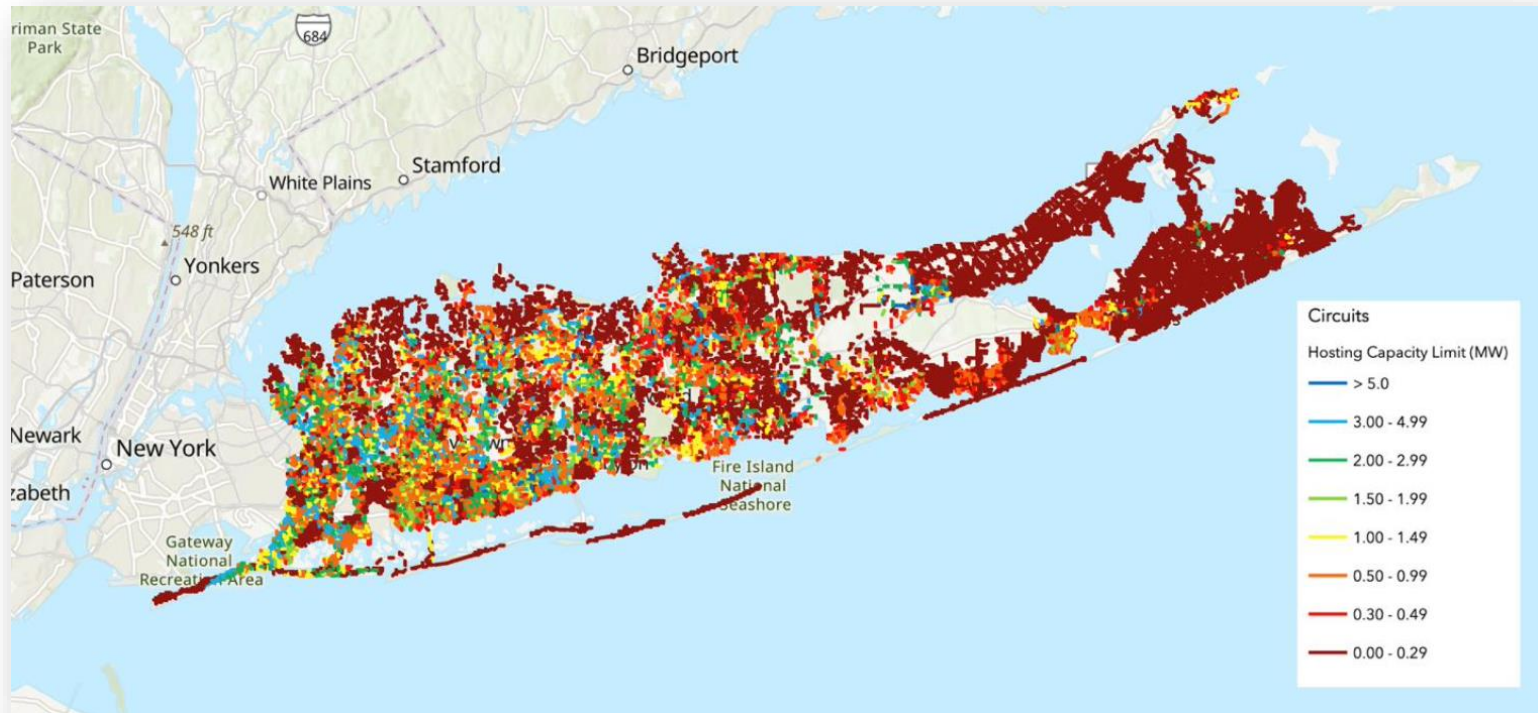 rriman State
Park
684
Bridgeport
Stamford
White Plains
548 ft
Yonkers
Paterson
Newark
New York
zabeth
Gateway
National
Recreation Area
Fire Island
National
Seashore
Circuits
Hosting Capacity Limit (MW)
> 5.0
3.00 - 4.99
2.00 - 2.99
1.50 - 1.99
1.00 - 1.49
0.50 - 0.99
0.30 - 0.49
0.00 - 0.29